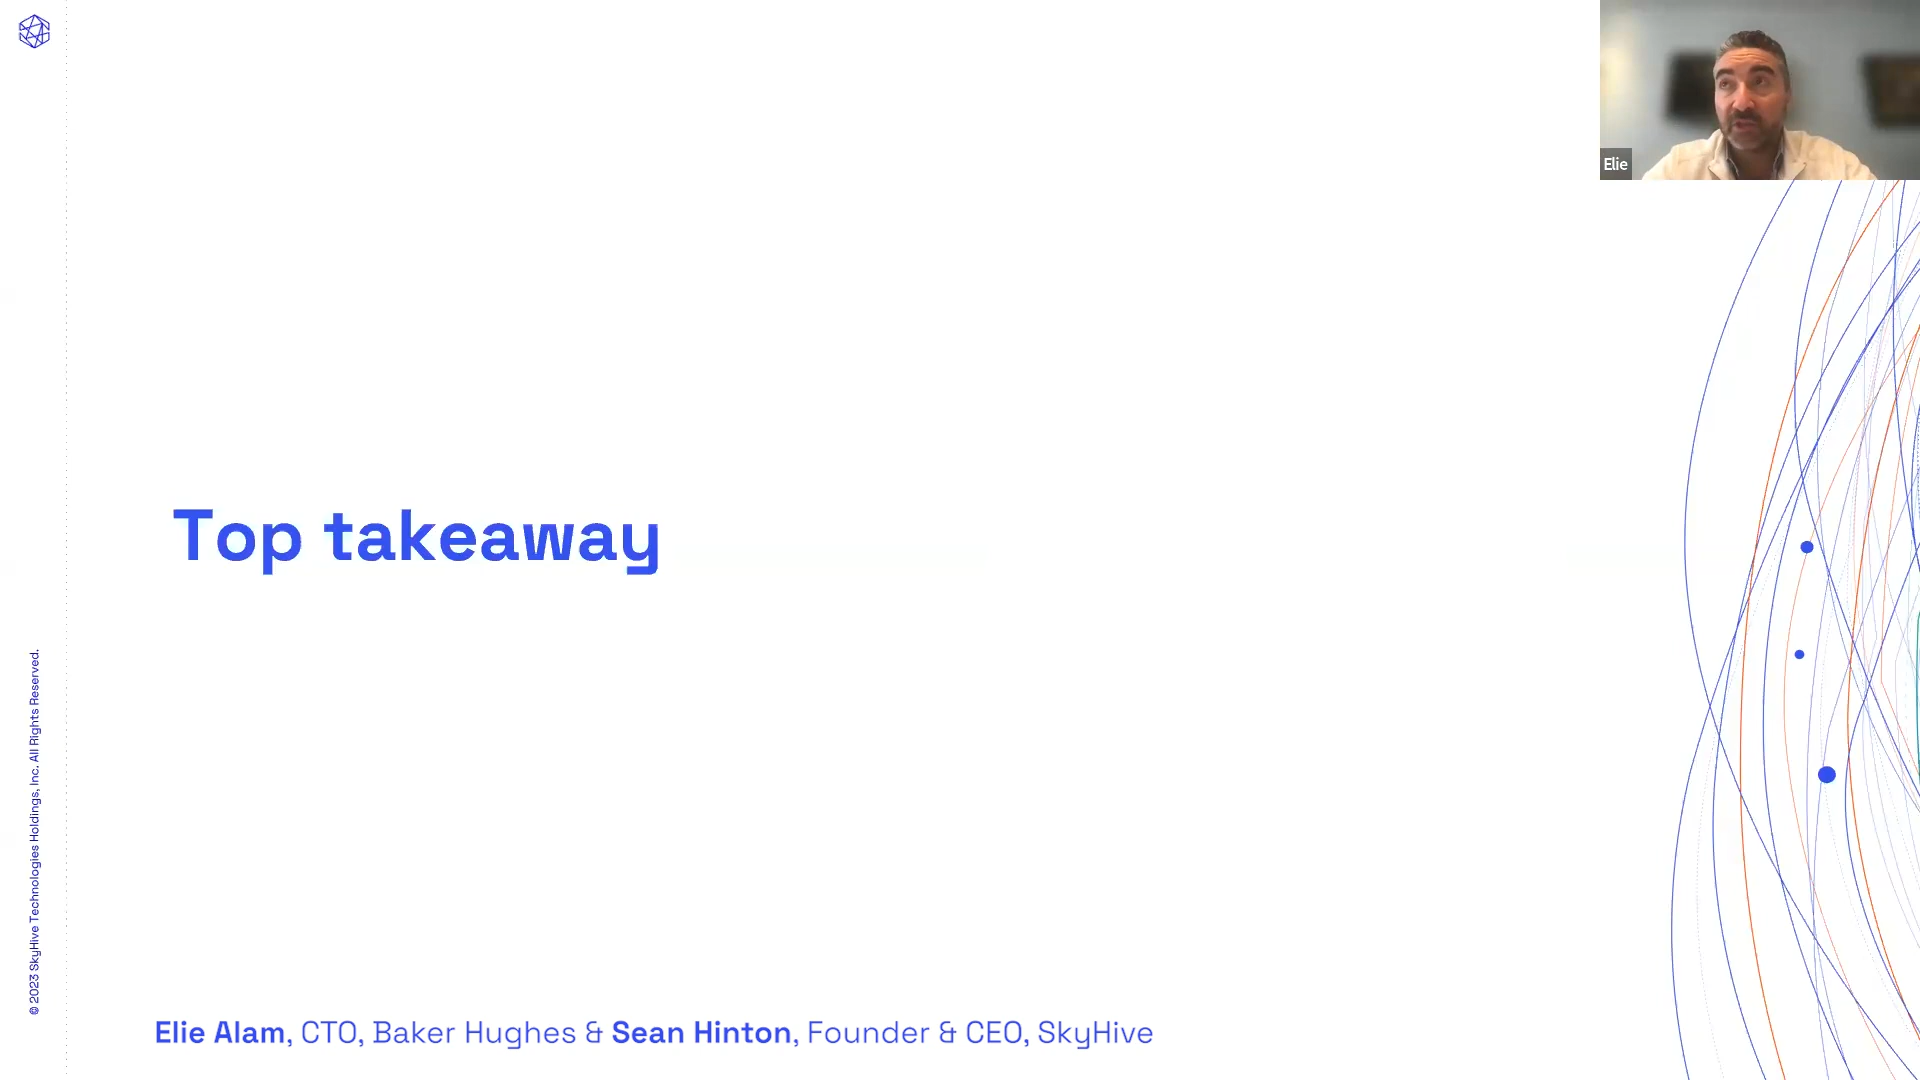 Elie
Top takeaway
© 2023 SkyHive Technologies Holdings, Inc. All Rights Reserved.
Elie Alam, CTO, Baker Hughes & Sean Hinton, Founder & CEO, SkyHive